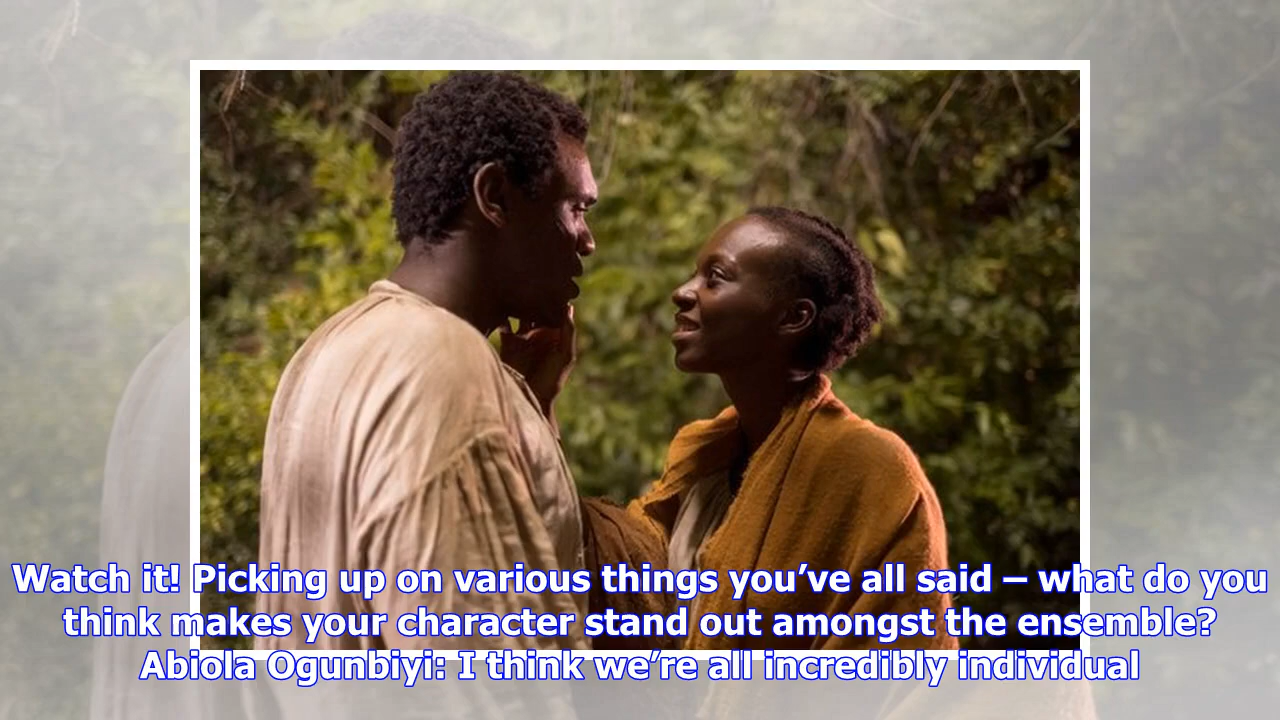 Watch it! Picking up on various things you’ve all said – what do you
think makes your character stand out amongst the ensemble?
Abiola Ogunbiyi: I think we’re all incredibly individual